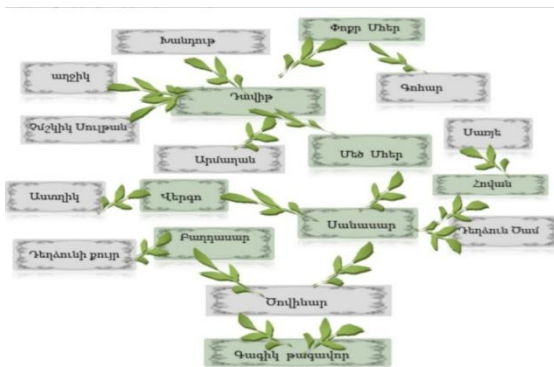 Փոքր Մհեր
Խանդութ
աղջիկ
Դավիթ
Գոհար
Չմշկիկ Սուլթան
Սառյե
Արմաղան
Մեծ Մհեր
Հովան
Աստղիկ
Վերգո
Սանասար
Դեղձուն Ծամ
Բաղդասար
Դեղձունի քույր
Ծովինար
Գագիկ թագավոր